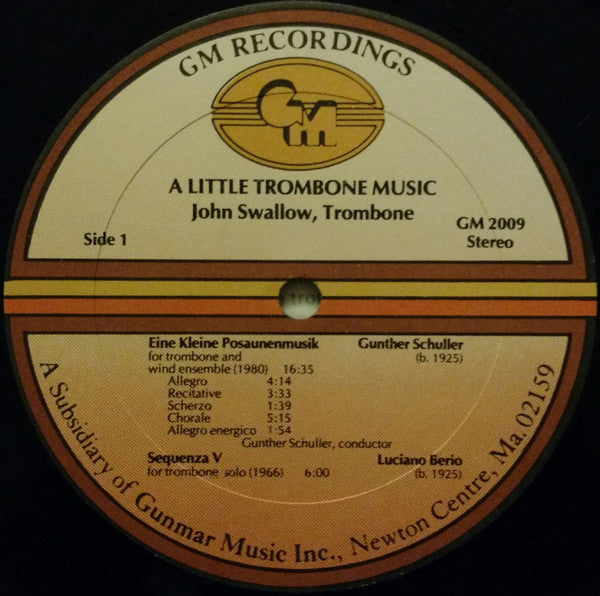 GM RECORDINGS
GM
A LITTLE TROMBONE MUSIC
John Swallow, Trombone
Side 1
GM 2009
Stereo
tro
Eine Kleine Posaunenmusik Gunther Schuller
for trombone and (b. 1925)
wind ensemble (1980) 16:35
Allegro 4:14
Recitative 3:33
Scherzo 1:39
Chorale 5:15
Allegro energico 1:54
Gunther Schuller, conductor
Sequenza V Luciano Berio
for trombone solo (1966) 6:00 (b. 1925)
A Subsidiary of Gunmar Music Inc., Newton Centre, Ma. 02159